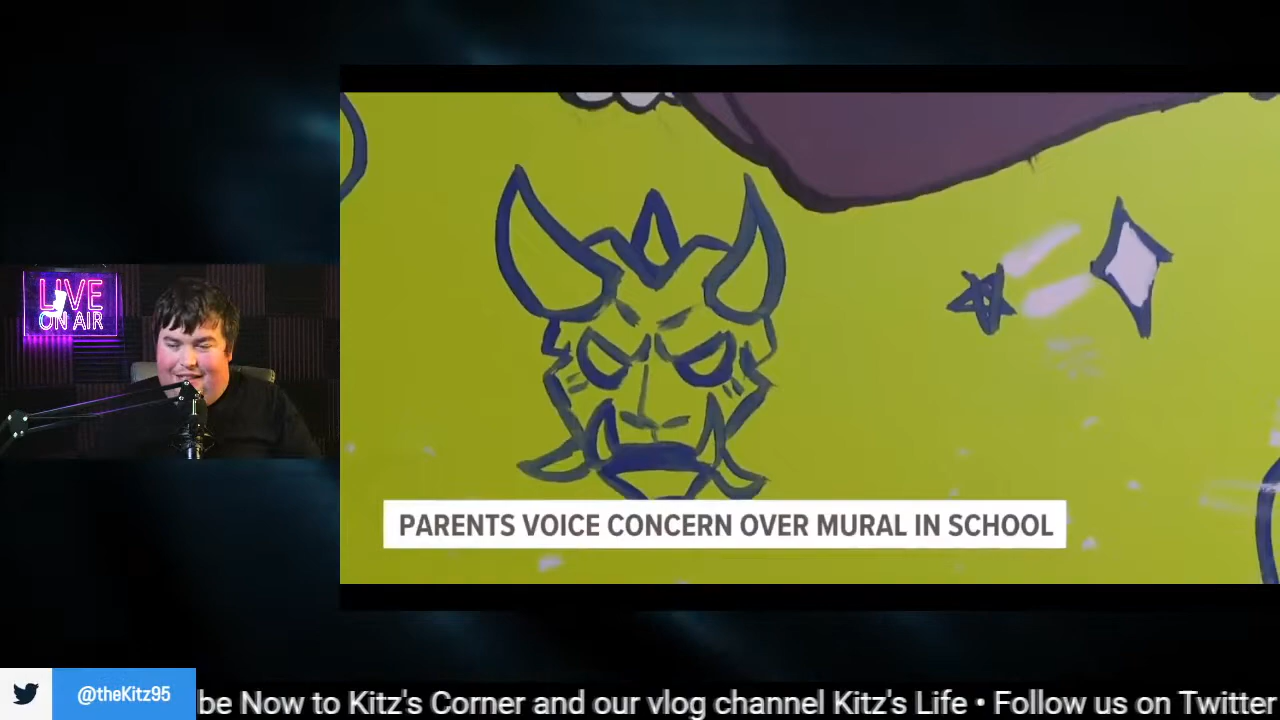 LIVE
ON AIR
PARENTS VOICE CONCERN OVER MURAL IN SCHOOL
@theKitz95
be Now to Kitz's Corner and our vlog channel Kitz's Life • Follow us on Twitter